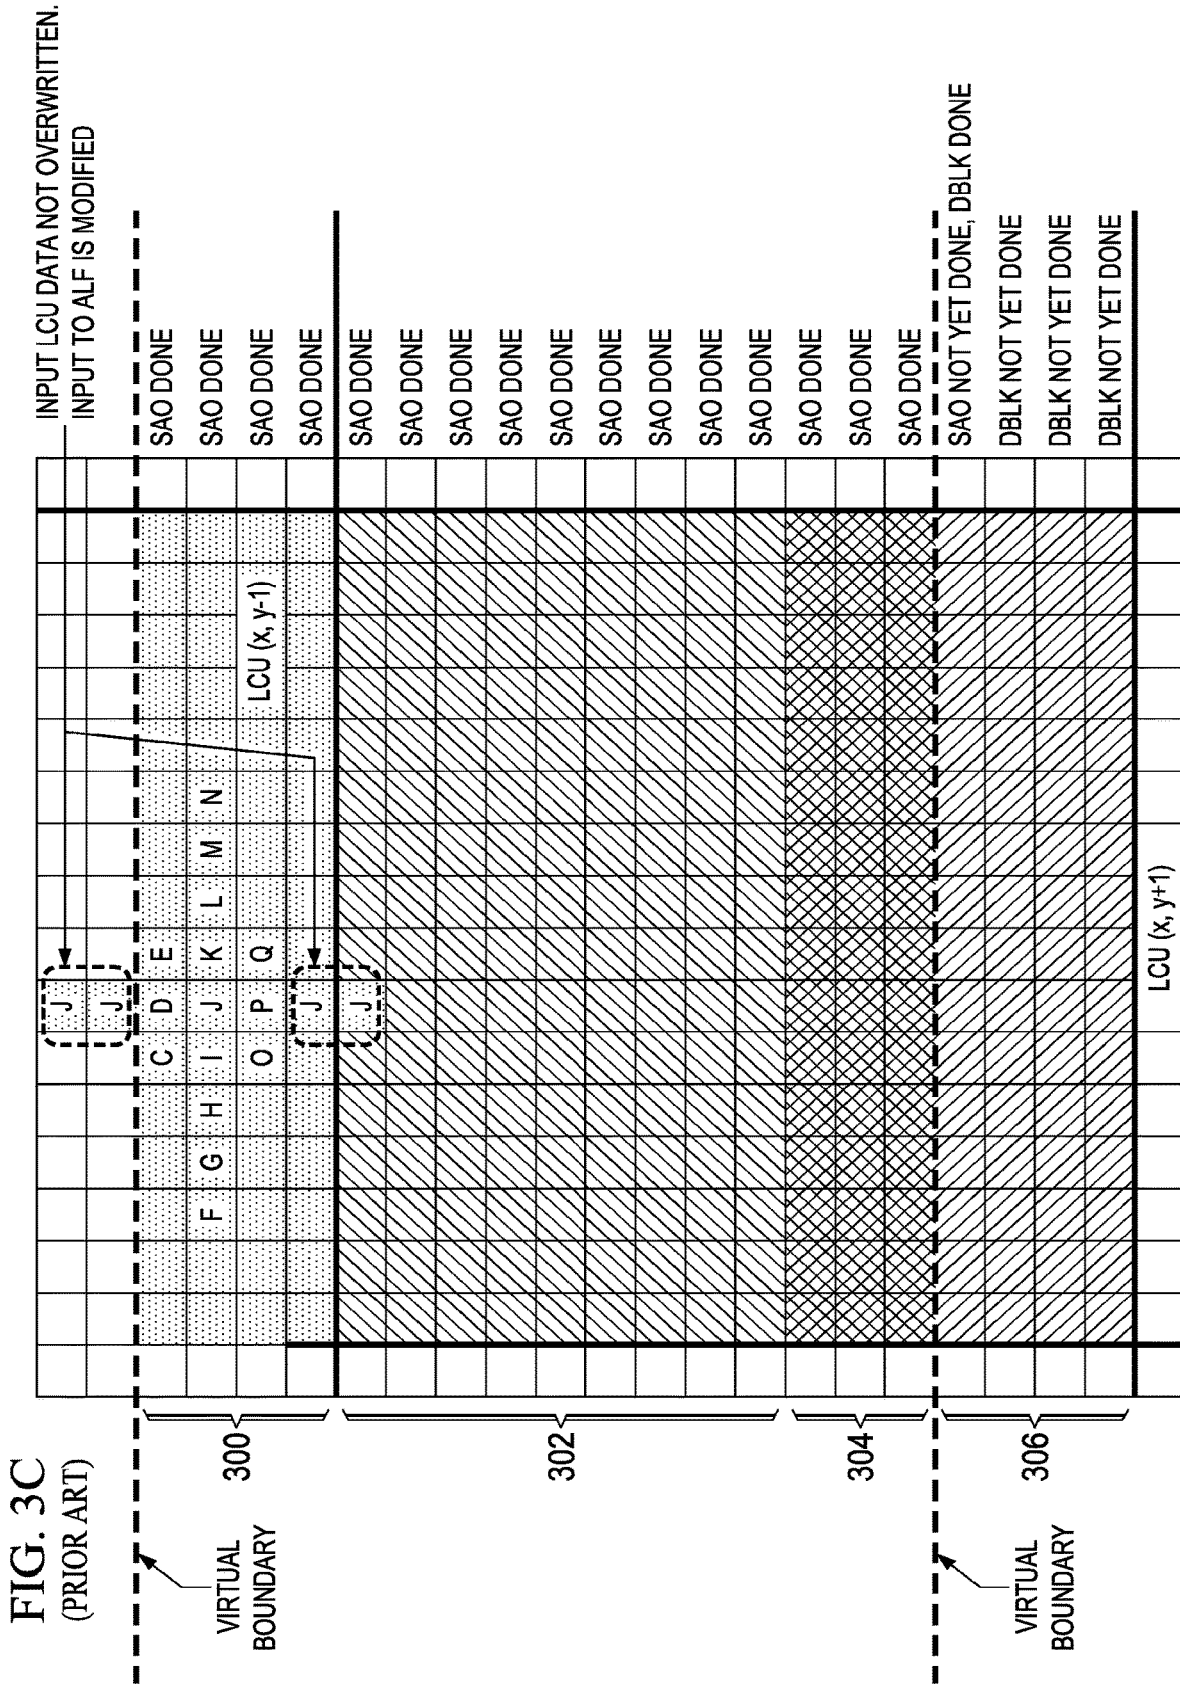 FIG. 3C
(PRIOR ART)
INPUT LCU DATA NOT OVERWRITTEN.
INPUT TO ALF IS MODIFIED
J
J
VIRTUAL
BOUNDARY
300
C D E
SAO DONE
F G H I J K L M N
SAO DONE
O P Q
LCU (x, y-1)
SAO DONE
J
SAO DONE
J
SAO DONE
302
SAO DONE
SAO DONE
SAO DONE
SAO DONE
SAO DONE
SAO DONE
SAO DONE
SAO DONE
304
SAO DONE
SAO DONE
SAO DONE
VIRTUAL
BOUNDARY
306
SAO NOT YET DONE, DBLK DONE
DBLK NOT YET DONE
DBLK NOT YET DONE
DBLK NOT YET DONE
LCU (x, y+1)